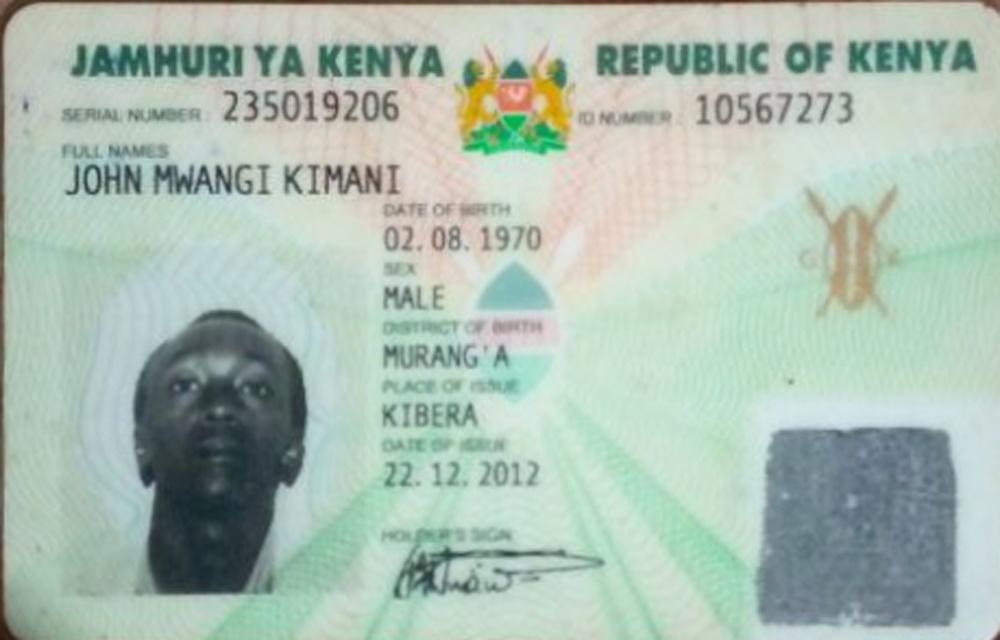 JAMHURI YA KENYA REPUBLIC OF KENYA
SERIAL NUMBER: 235019206 ID NUMBER: 10567273
FULL NAMES
JOHN MWANGI KIMANI
DATE OF BIRTH
02. 08. 1970
SEX
MALE
DISTRICT OF BIRTH
MURANG'A
PLACE OF ISSUE
KIBERA
DATE OF ISSUE
22. 12. 2012
HOLDER'S SIGN.